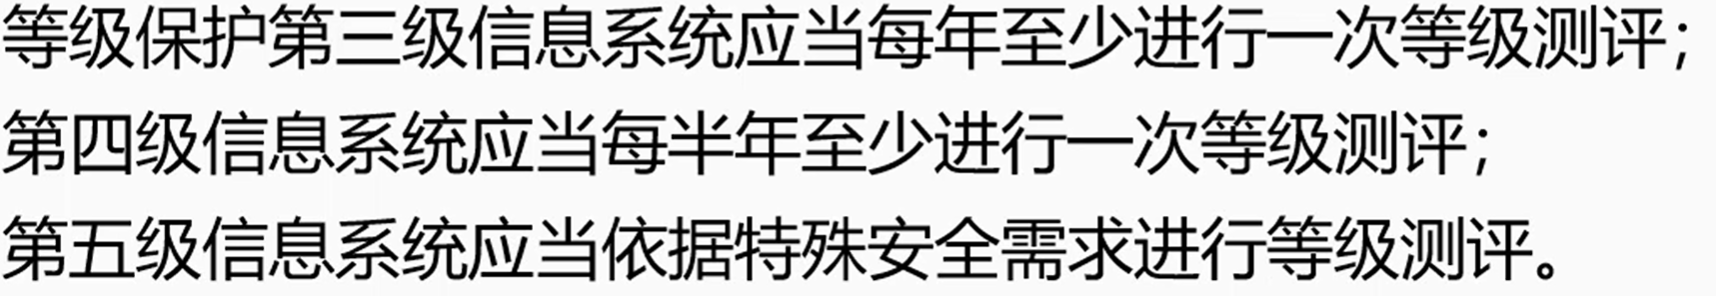 等级保护第三级信息系统应当每年至少进行一次等级测评；
第四级信息系统应当每半年至少进行一次等级测评；
第五级信息系统应当依据特殊安全需求进行等级测评。